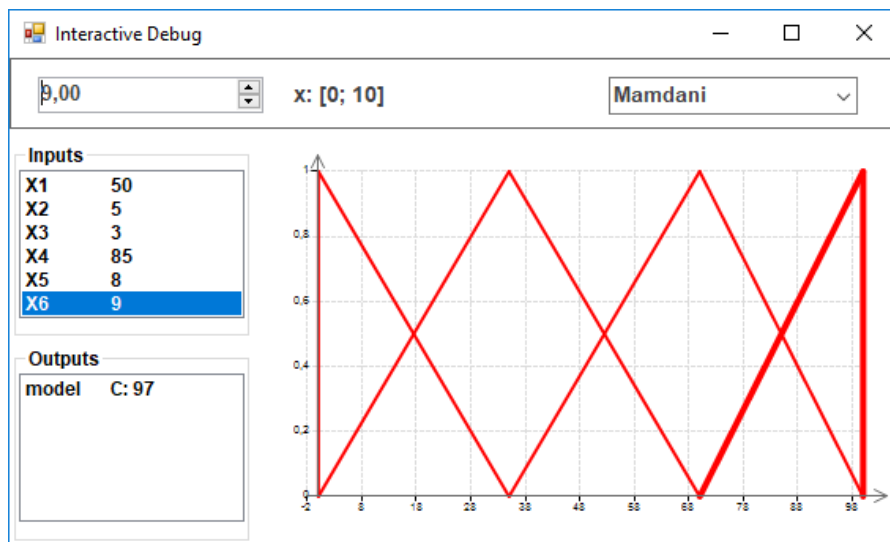 Interactive Debug
9,00
x: [0; 10]
Mamdani
Inputs
X1 50
X2 5
X3 3
X4 85
X5 8
X6 9
Outputs
model C: 97
1
0,8
0,6
0,4
0,2
0
-2 8 18 28 38 48 58 68 78 88 98